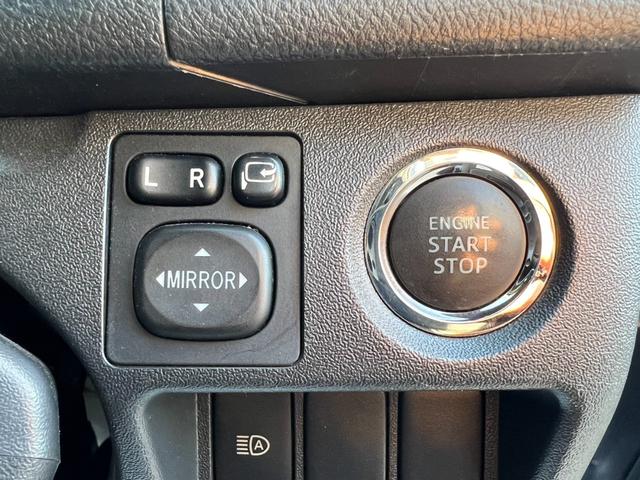 L R
MIRROR
ENGINE
START
STOP
A